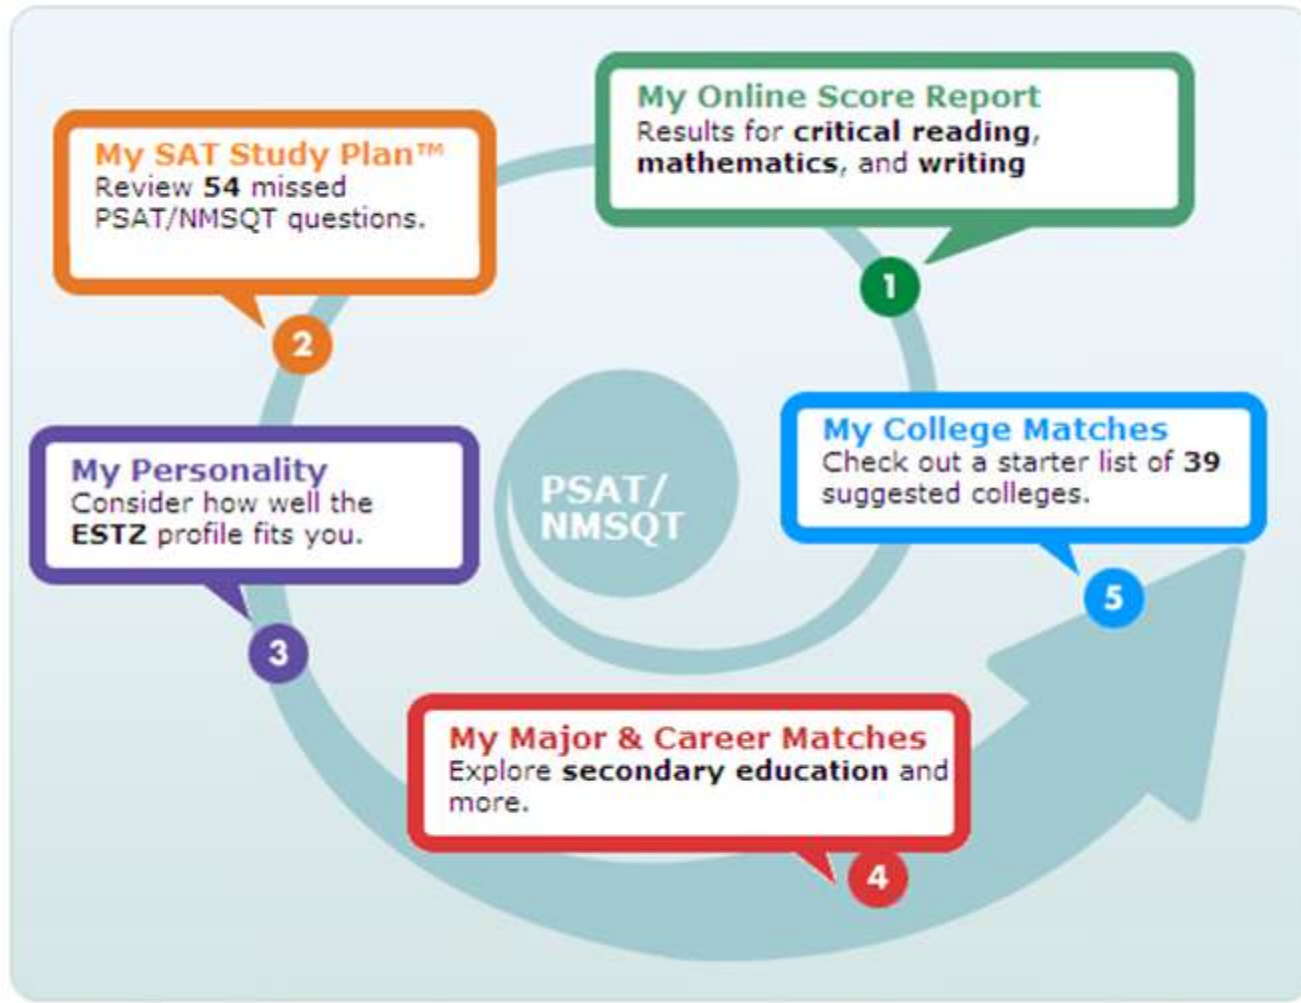 My Online Score Report
Results for critical reading,
mathematics, and writing
1
My SAT Study Plan™
Review 54 missed
PSAT/NMSQT questions.
2
My Personality
Consider how well the
ESTZ profile fits you.
3
My Major & Career Matches
Explore secondary education and
more.
4
My College Matches
Check out a starter list of 39
suggested colleges.
5
PSAT/
NMSQT